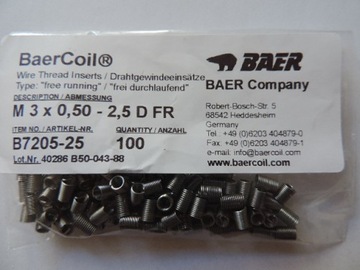 BaerCoil®
Wire Thread Inserts / Drahtgewindeeinsätze
Type: "free running" / "frei durchlaufend"
DESCRIPTION / ABMESSUNG
M 3 x 0,50 - 2,5 D FR
ITEM NO. / ARTIKEL-NR. QUANTITY / ANZAHL
B7205-25 100
Lot.Nr. 40286 B50-043-88
BAER
BAER Company
Robert-Bosch-Str. 5
68542 Heddesheim
Germany
Tel. +49 (0)6203 404879-0
Fax. +49 (0)6203 404879-1
e-mail: info@baercoil.com
www.baercoil.com